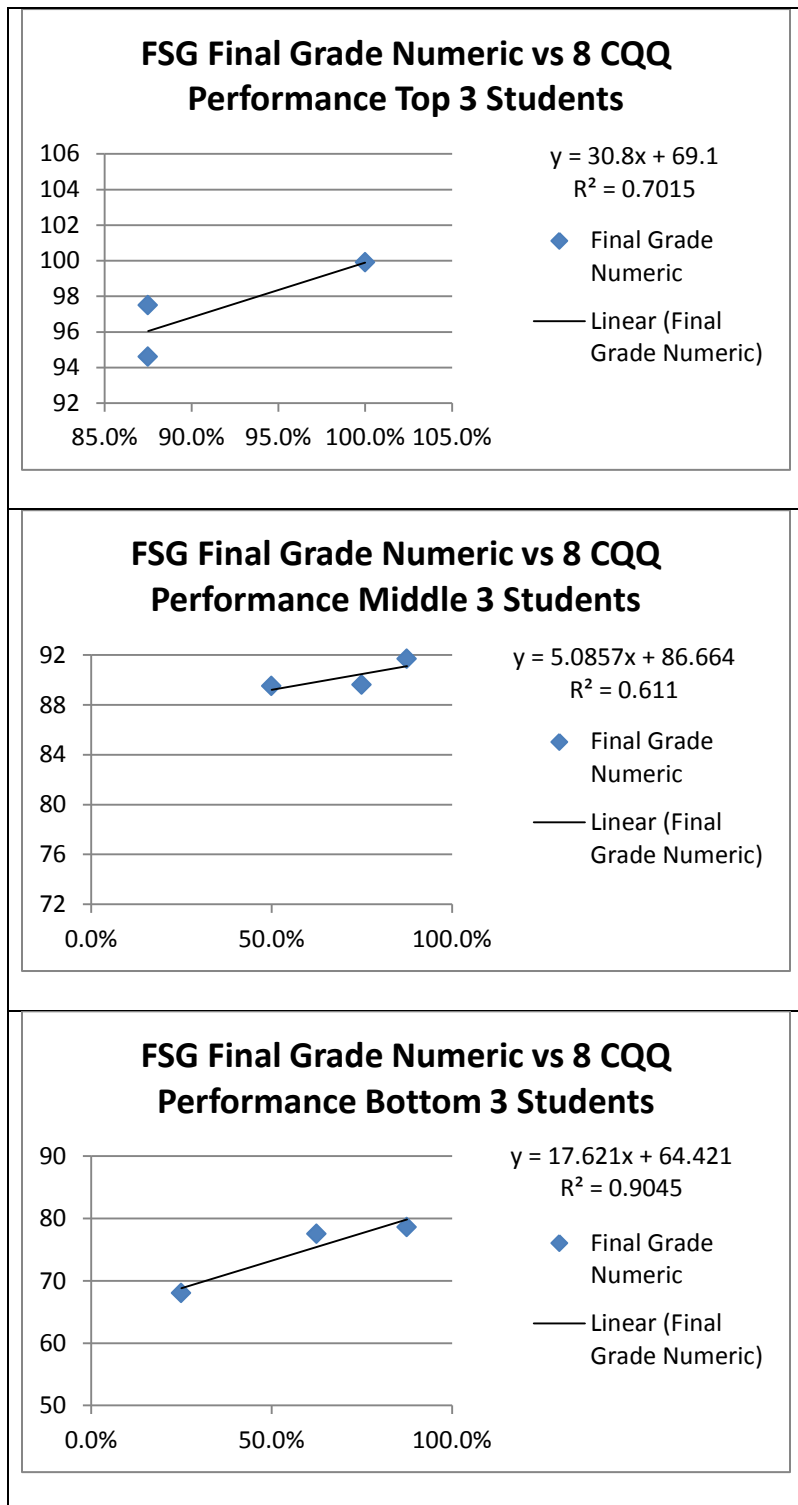 FSG Final Grade Numeric vs 8 CQQ
Performance Top 3 Students
106
104
102
100
98
96
94
92
85.0% 90.0% 95.0% 100.0% 105.0%
y = 30.8x + 69.1
R² = 0.7015
Final Grade
Numeric
Linear (Final
Grade Numeric)
FSG Final Grade Numeric vs 8 CQQ
Performance Middle 3 Students
92
88
84
80
76
72
0.0% 50.0% 100.0%
y = 5.0857x + 86.664
R² = 0.611
Final Grade
Numeric
Linear (Final
Grade Numeric)
FSG Final Grade Numeric vs 8 CQQ
Performance Bottom 3 Students
90
80
70
60
50
0.0% 50.0% 100.0%
y = 17.621x + 64.421
R² = 0.9045
Final Grade
Numeric
Linear (Final
Grade Numeric)